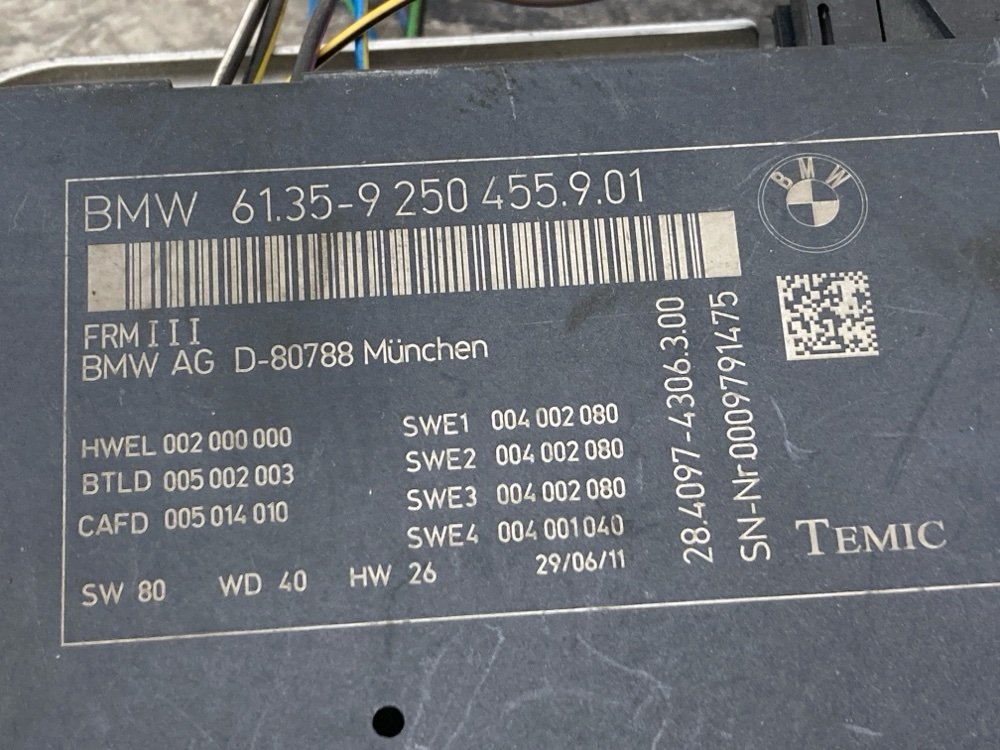 BMW 61.35-9 250 455.9.01
BMW
FRM III
BMW AG D-80788 München
HWEL 002 000 000
BTLD 005 002 003
CAFD 005 014 010
SWE1 004 002 080
SWE2 004 002 080
SWE3 004 002 080
SWE4 004 001 040
SW 80 WD 40 HW 26 29/06/11
28.4097-4306.3.00
SN-Nr.0009791475
TEMIC